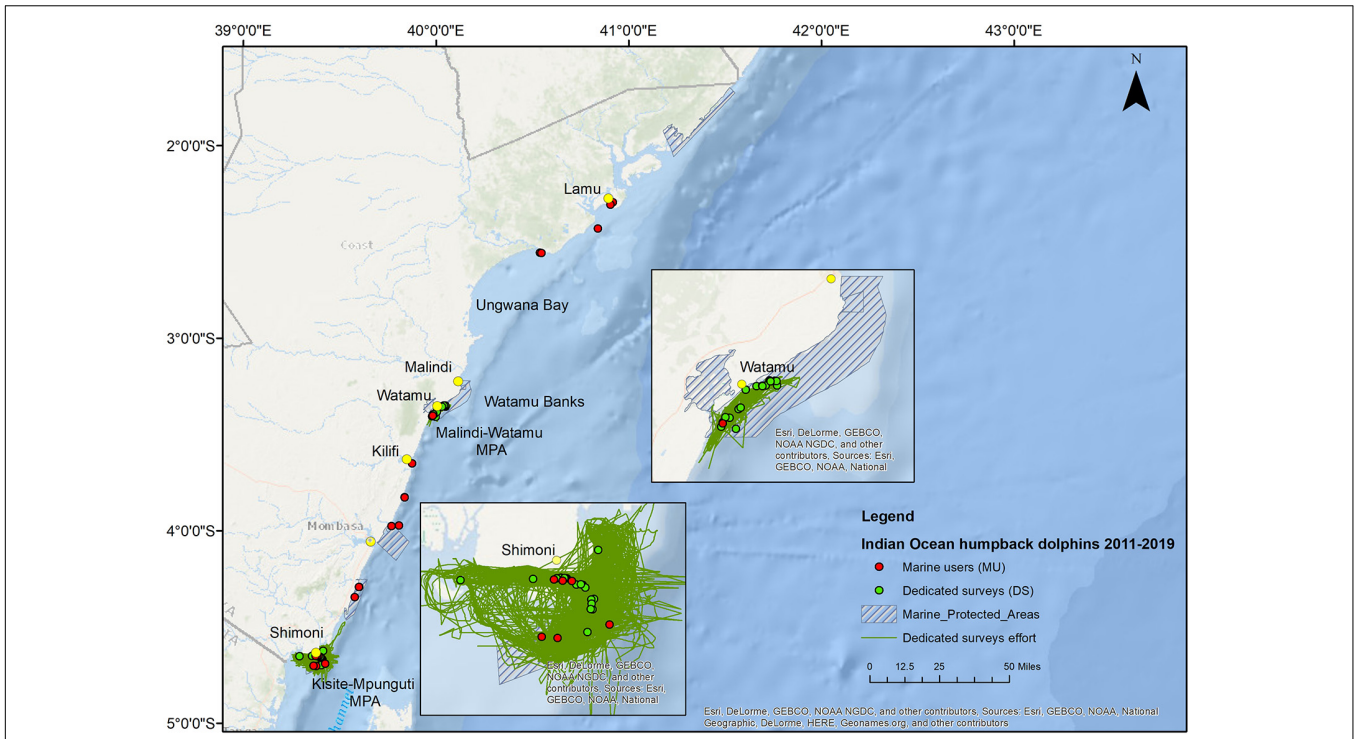 39°0'0"E
40°0'0"E
41°0'0"E
42°0'0"E
43°0'0"E
N
2°0'0"S
3°0'0"S
4°0'0"S
5°0'0"S
Lamu
Coast
Ungwana Bay
Malindi
Watamu
Watamu Banks
Malindi-Watamu
MPA
Kilifi
Mombasa
Shimoni
Kisite-Mpunguti
MPA
Watamu
Esri, DeLorme, GEBCO,
NOAA NGDC, and other
contributors, Sources: Esri,
GEBCO, NOAA, National
Shimoni
Esri, DeLorme, GEBCO,
NOAA NGDC, and other
contributors, Sources: Esri,
GEBCO, NOAA, National
Legend
Indian Ocean humpback dolphins 2011-2019
Marine users (MU)
Dedicated surveys (DS)
Marine_Protected_Areas
Dedicated surveys effort
0 12.5 25 50 Miles
Esri, DeLorme, GEBCO, NOAA NGDC, and other contributors, Sources: Esri, GEBCO, NOAA, National
Geographic, DeLorme, HERE, Geonames.org, and other contributors